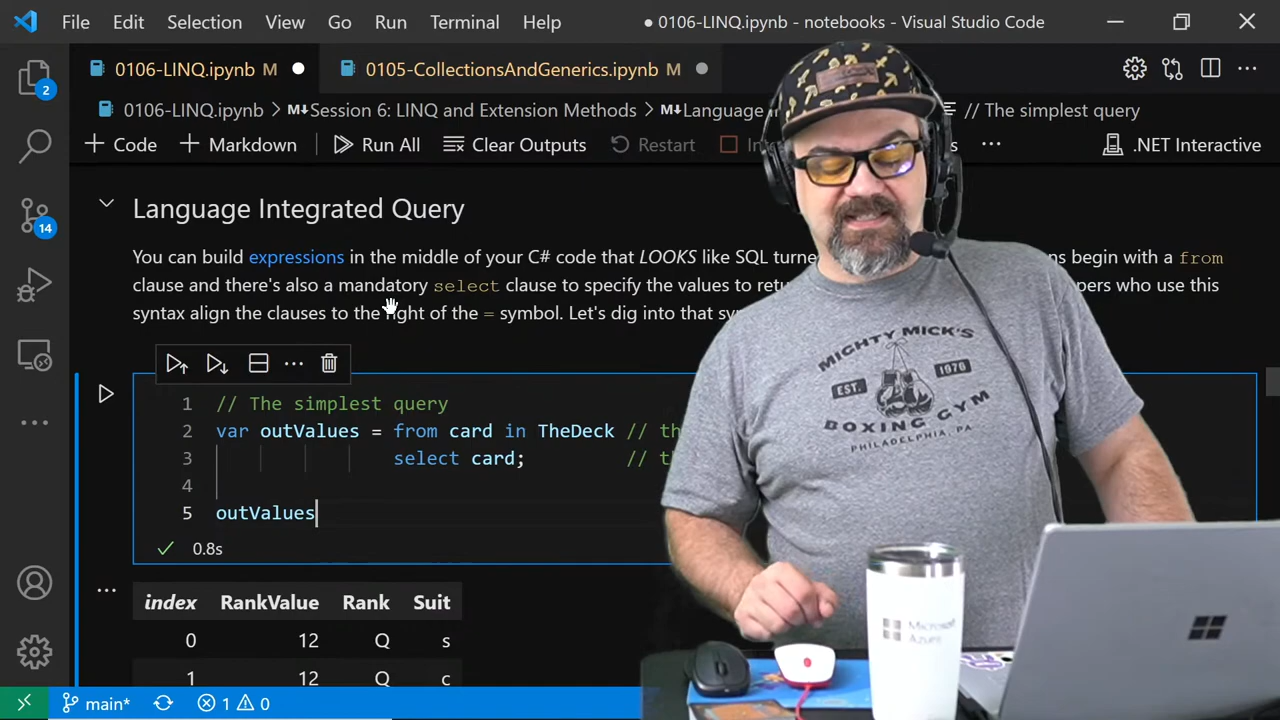 File Edit Selection View Go Run Terminal Help
● 0106-LINQ.ipynb - notebooks - Visual Studio Code
0106-LINQ.ipynb M
0105-CollectionsAndGenerics.ipynb M
0106-LINQ.ipynb > M↓Session 6: LINQ and Extension Methods > M↓Language // The simplest query
+ Code + Markdown Run All Clear Outputs Restart ... .NET Interactive
2
14
Language Integrated Query
You can build expressions in the middle of your C# code that LOOKS like SQL begin with a from
clause and there's also a mandatory select clause to specify the values to who use this
syntax align the clauses to the right of the = symbol. Let's dig into that
1 // The simplest query
2 var outValues = from card in TheDeck //
3 select card; //
4
5 outValues
0.8s
index RankValue Rank Suit
0 12 Q s
1 12 Q c
main* 1 0
MIGHTY MICK'S
EST. 1976
BOXING GYM
PHILADELPHIA, PA
Microsoft
Azure